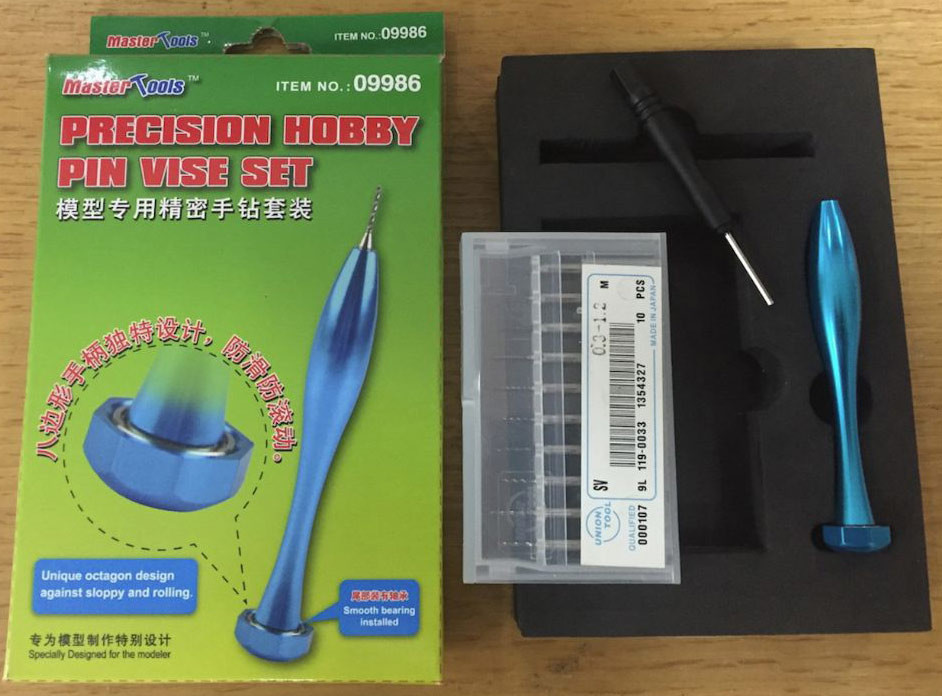 Master Tools™
ITEM NO.:09986
Master Tools™
ITEM NO.:09986
PRECISION HOBBY
PIN VISE SET
模型专用精密手钻套装
八边形手柄独特设计，防滑防滚动。
Unique octagon design
against sloppy and rolling.
尾部装有轴承
Smooth bearing
installed
专为模型制作特别设计
Specially Designed for the modeler
SV
0.3-1.2 M
9L 119-0033 1354327 10 PCS
UNION
TOOL
QUALIFIED
000107
MADE IN JAPAN